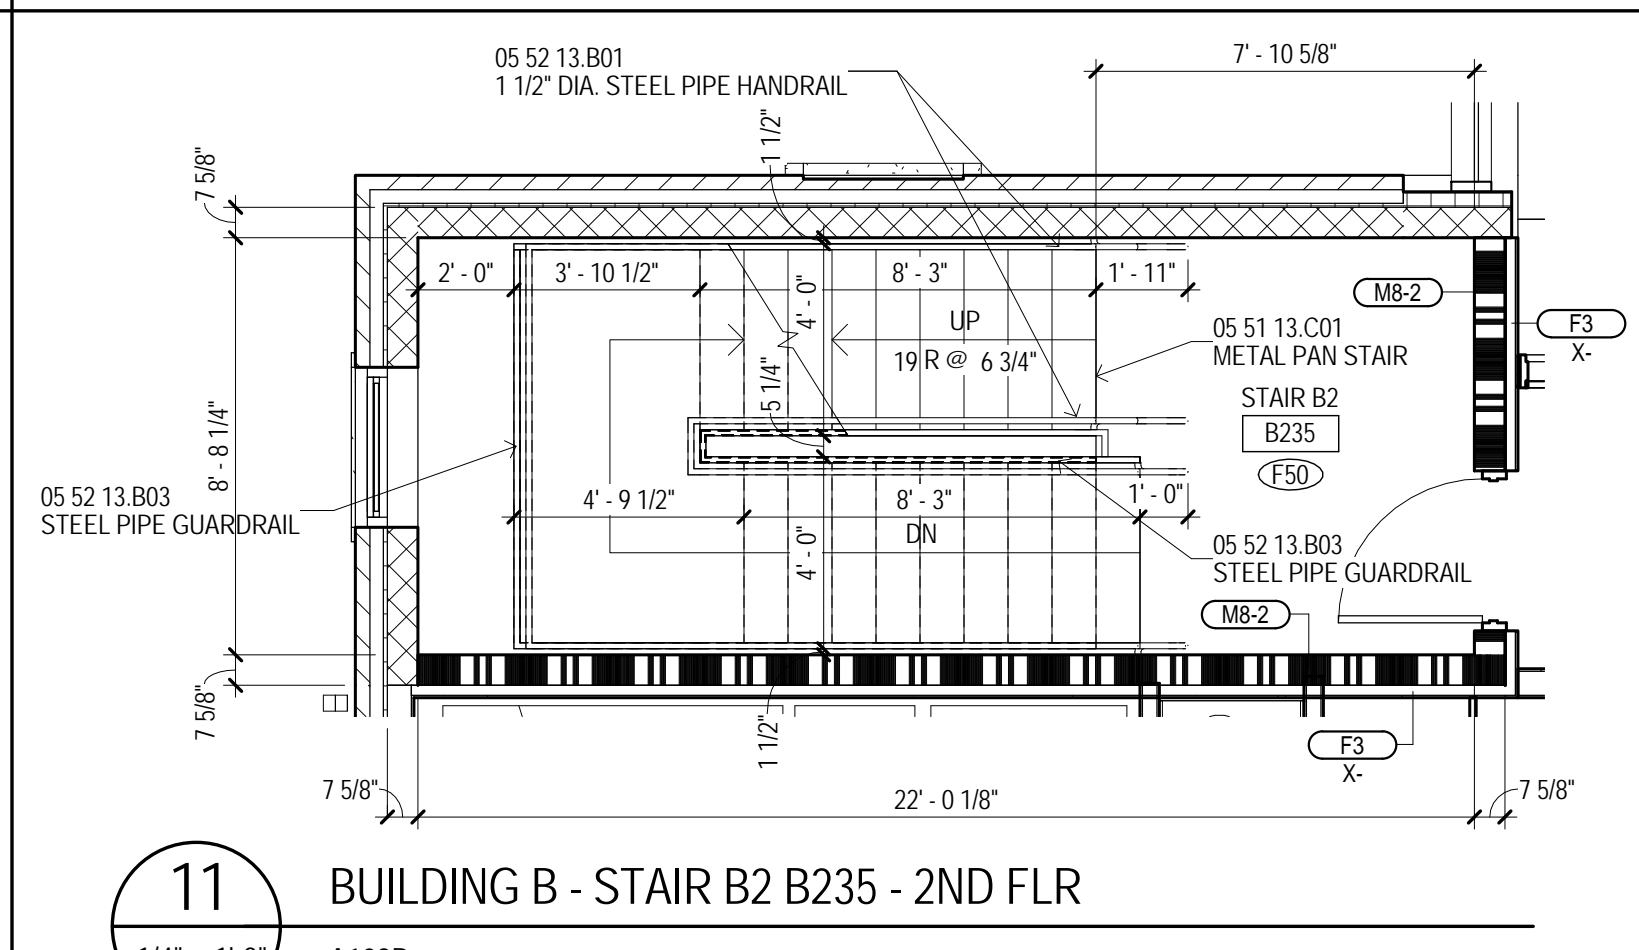 05 52 13.B01
1 1/2" DIA. STEEL PIPE HANDRAIL
7' - 10 5/8"
1 1/2"
7 5/8"
2' - 0"
3' - 10 1/2"
4' - 0"
8' - 3"
1' - 11"
M8-2
F3
X-
UP
19 R @ 6 3/4"
05 51 13.C01
METAL PAN STAIR
STAIR B2
B235
F50
5 1/4"
8' - 8 1/4"
05 52 13.B03
STEEL PIPE GUARDRAIL
4' - 9 1/2"
8' - 3"
1' - 0"
DN
4' - 0"
05 52 13.B03
STEEL PIPE GUARDRAIL
M8-2
7 5/8"
1 1/2"
F3
X-
7 5/8"
22' - 0 1/8"
7 5/8"
11
BUILDING B - STAIR B2 B235 - 2ND FLR